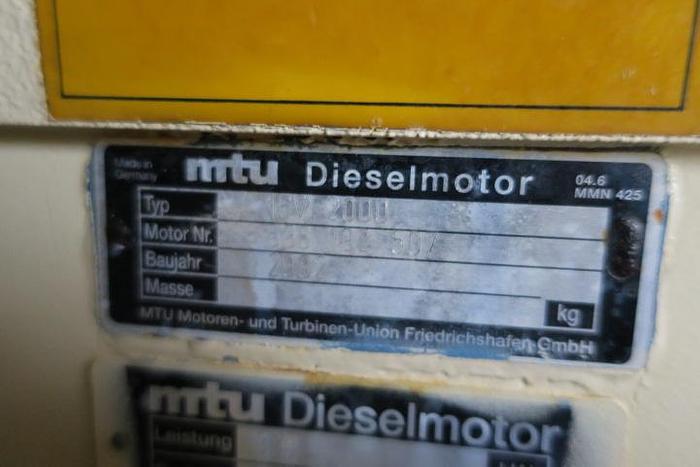 Made in
Germany
mtu Dieselmotor
04.6
MMN 425
Typ 2000
Motor Nr.
Baujahr
Masse kg
MTU Motoren- und Turbinen-Union Friedrichshafen GmbH
mtu Dieselmotor
Leistung